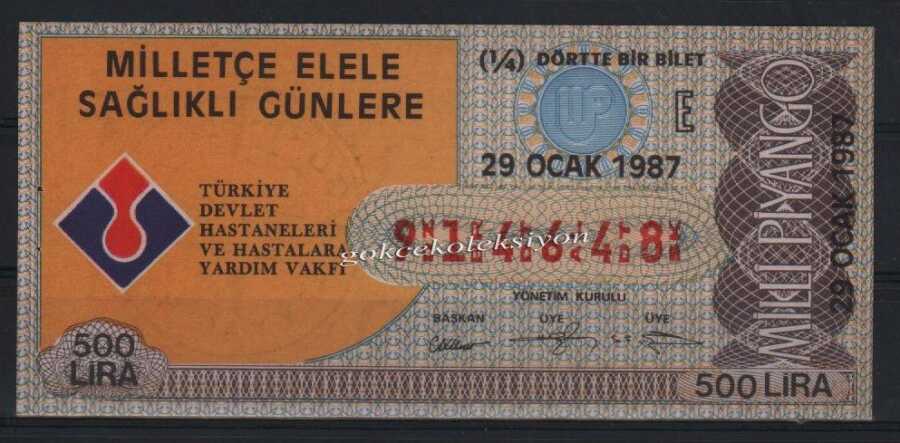 MİLLETÇE ELELE
SAĞLIKLI GÜNLERE
TÜRKİYE
DEVLET
HASTANELERİ
VE HASTALARA
YARDIM VAKFI
500
LİRA
(¼) DÖRTTE BİR BİLET
E
29 OCAK 1987
914648
gokcekoleksiyon
YÖNETİM KURULU
BAŞKAN ÜYE ÜYE
500 LİRA
MİLLİ PİYANGO
29 OCAK 1987